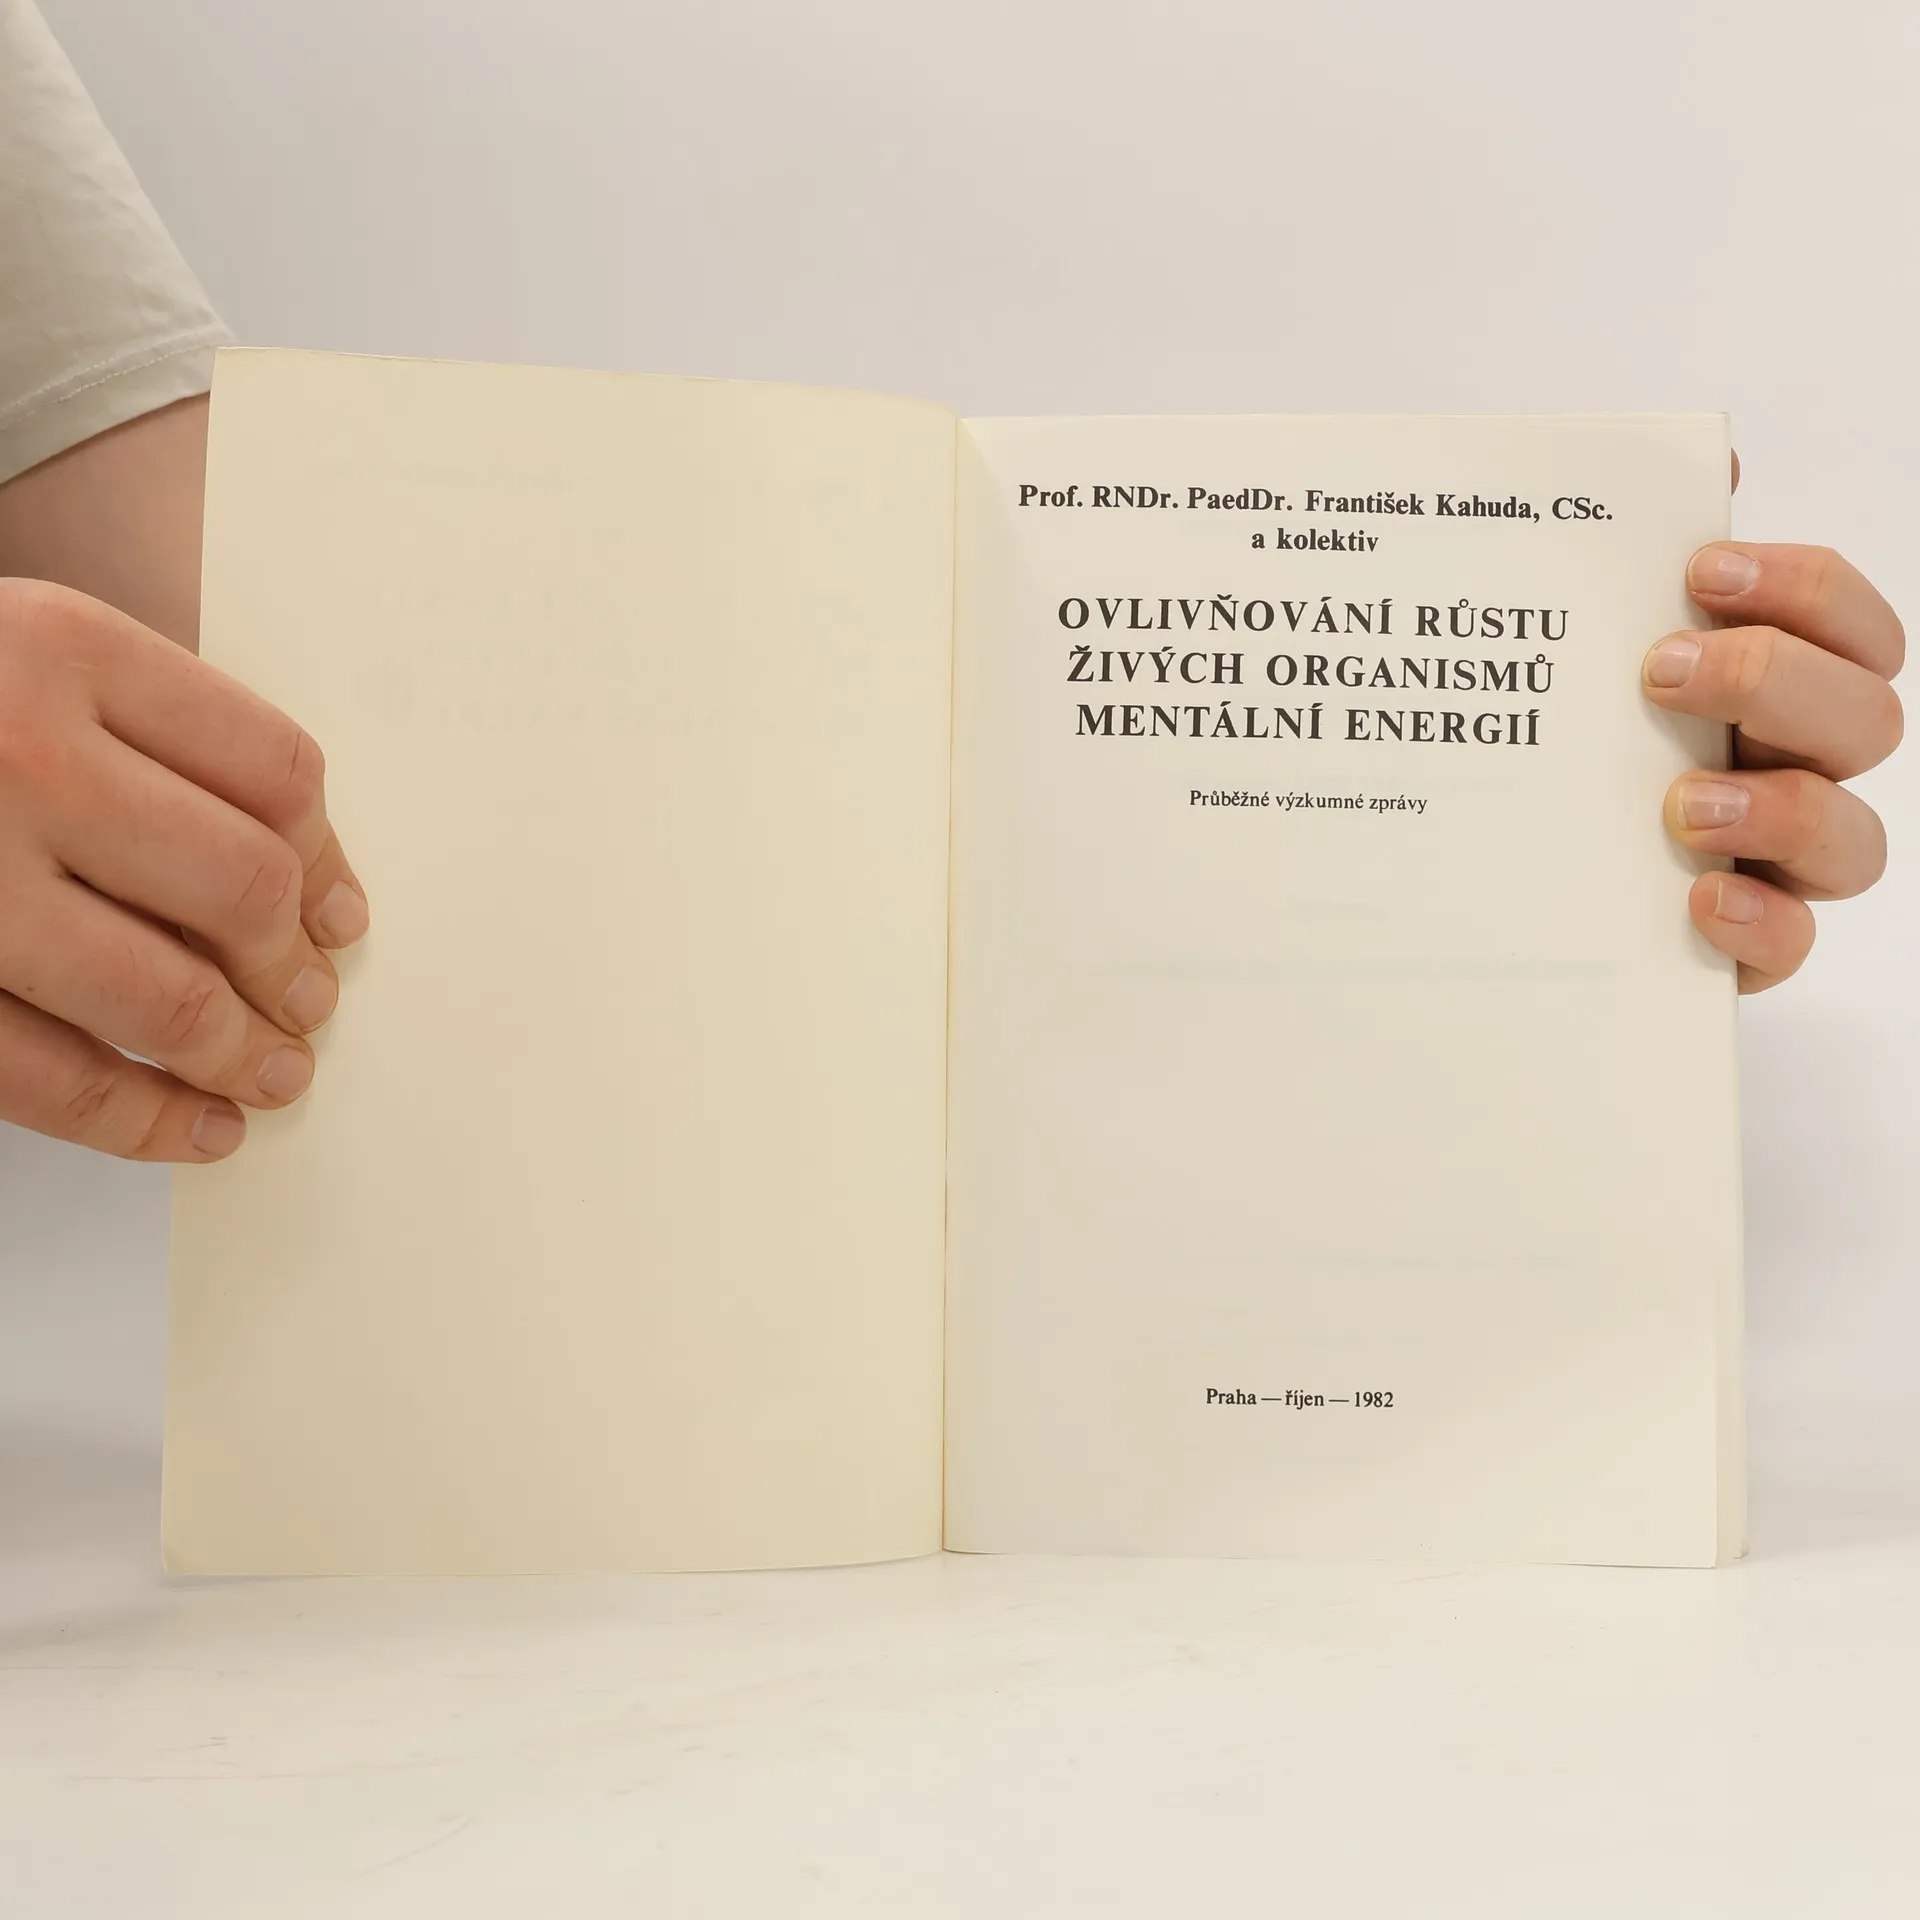 Prof. RNDr. PaedDr. František Kahuda, CSc.
a kolektiv
OVLIVŇOVÁNÍ RŮSTU
ŽIVÝCH ORGANISMŮ
MENTÁLNÍ ENERGIÍ
Průběžné výzkumné zprávy
Praha — říjen — 1982